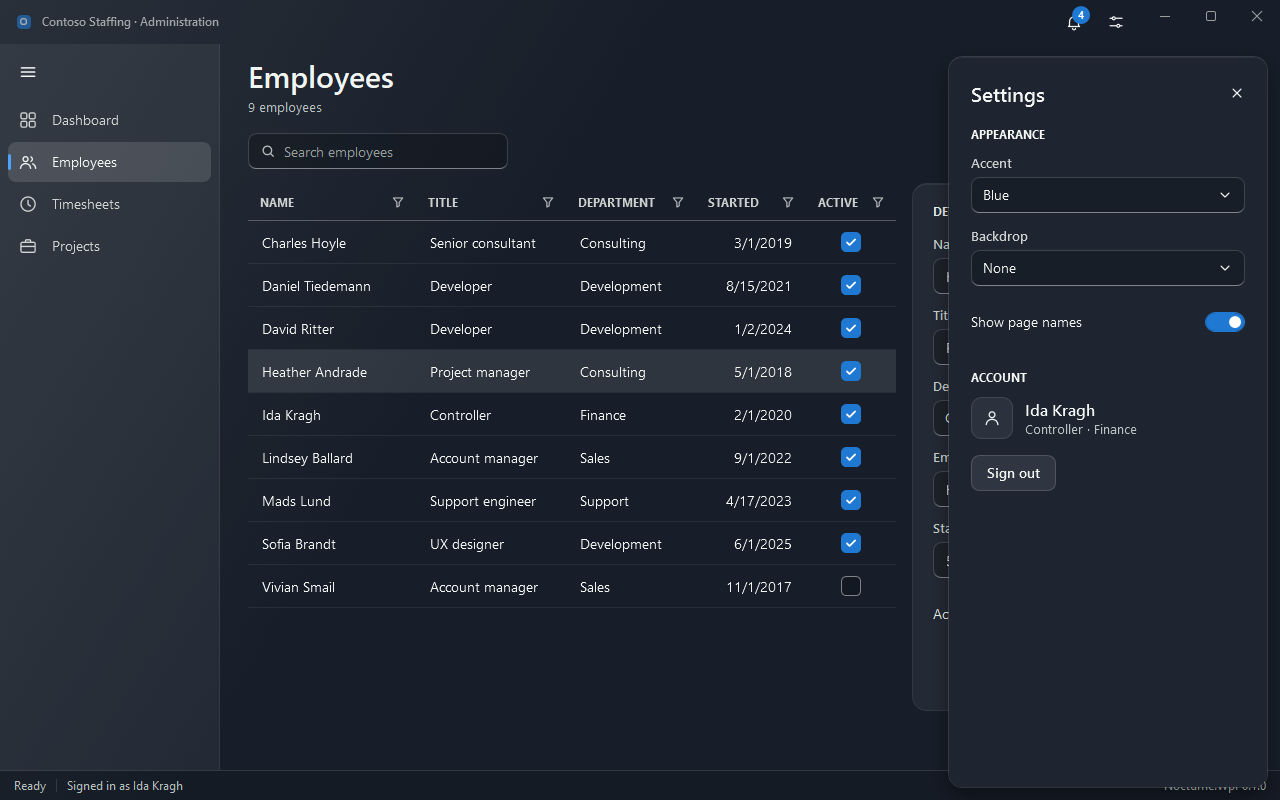 Contoso Staffing · Administration
4
Dashboard
Employees
Timesheets
Projects
Employees
9 employees
Search employees
NAME TITLE DEPARTMENT STARTED ACTIVE
Charles Hoyle Senior consultant Consulting 3/1/2019
Daniel Tiedemann Developer Development 8/15/2021
David Ritter Developer Development 1/2/2024
Heather Andrade Project manager Consulting 5/1/2018
Ida Kragh Controller Finance 2/1/2020
Lindsey Ballard Account manager Sales 9/1/2022
Mads Lund Support engineer Support 4/17/2023
Sofia Brandt UX designer Development 6/1/2025
Vivian Smail Account manager Sales 11/1/2017
Settings
APPEARANCE
Accent
Blue
Backdrop
None
Show page names
ACCOUNT
Ida Kragh
Controller · Finance
Sign out
Ready
Signed in as Ida Kragh